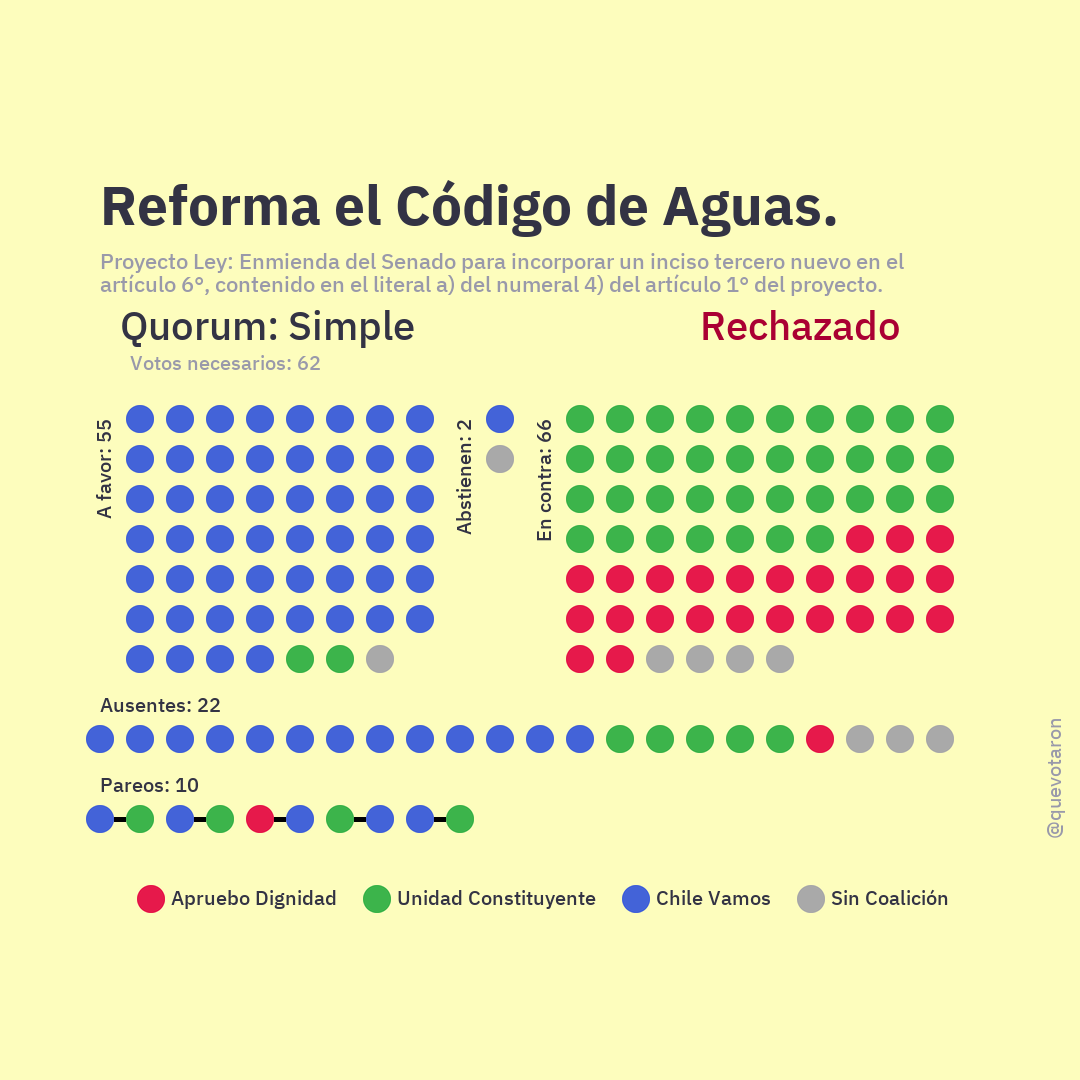 Reforma el Código de Aguas.
Proyecto Ley: Enmienda del Senado para incorporar un inciso tercero nuevo en el
artículo 6°, contenido en el literal a) del numeral 4) del artículo 1° del proyecto.
Quorum: Simple
Rechazado
Votos necesarios: 62
A favor: 55
Abstienen: 2
En contra: 66
Ausentes: 22
Pareos: 10
@quevotaron
Apruebo Dignidad
Unidad Constituyente
Chile Vamos
Sin Coalición